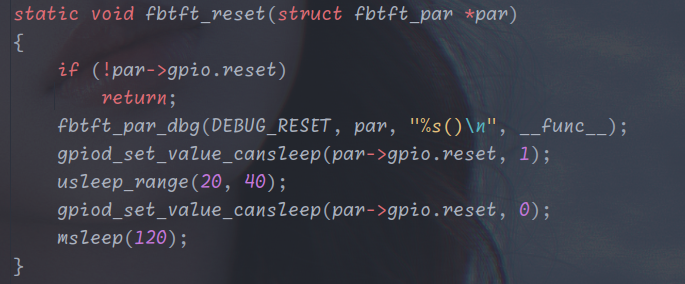 static void fbtft_reset(struct fbtft_par *par)
{
    if (!par->gpio.reset)
        return;
    fbtft_par_dbg(DEBUG_RESET, par, "%s()\n", __func__);
    gpiod_set_value_cansleep(par->gpio.reset, 1);
    usleep_range(20, 40);
    gpiod_set_value_cansleep(par->gpio.reset, 0);
    msleep(120);
}